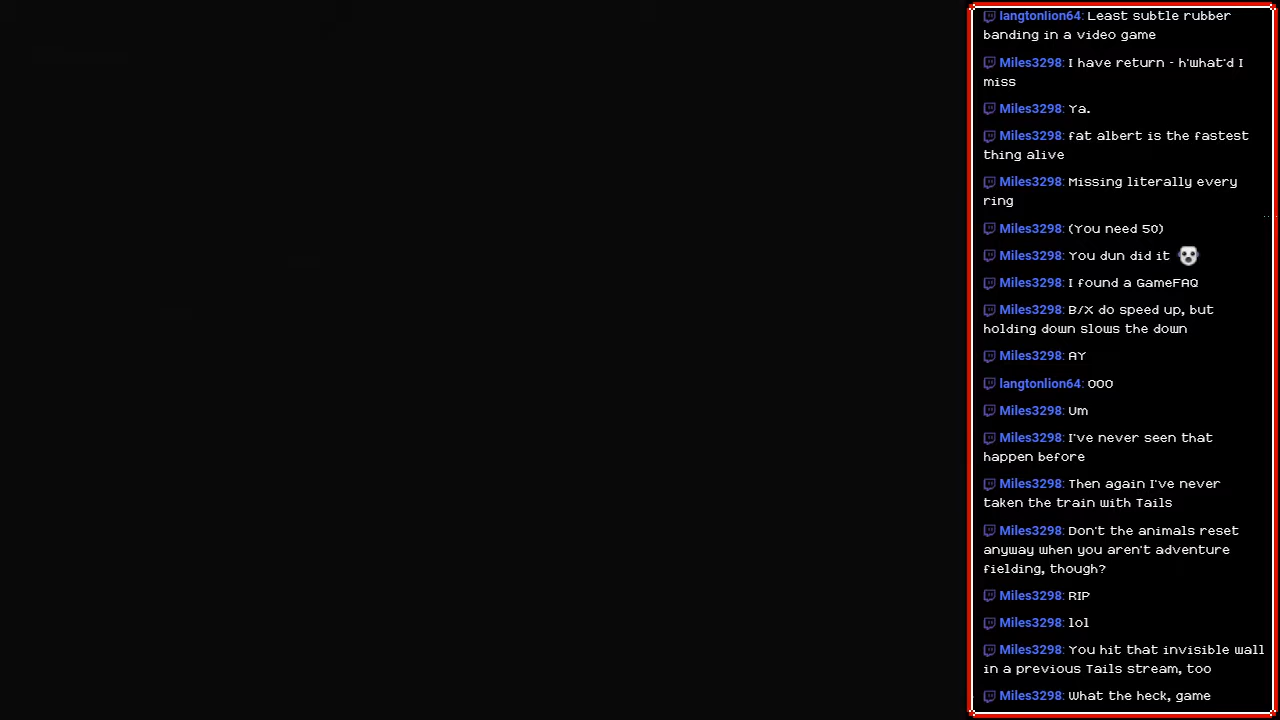 langtonlion64: Least subtle rubber
banding in a video game
Miles3298: I have return - h'what'd I
miss
Miles3298: Ya.
Miles3298: fat albert is the fastest
thing alive
Miles3298: Missing literally every
ring
Miles3298: (You need 50)
Miles3298: You dun did it
Miles3298: I found a GameFAQ
Miles3298: B/X do speed up, but
holding down slows the down
Miles3298: AY
langtonlion64: OOO
Miles3298: Um
Miles3298: I've never seen that
happen before
Miles3298: Then again I've never
taken the train with Tails
Miles3298: Don't the animals reset
anyway when you aren't adventure
fielding, though?
Miles3298: RIP
Miles3298: lol
Miles3298: You hit that invisible wall
in a previous Tails stream, too
Miles3298: What the heck, game